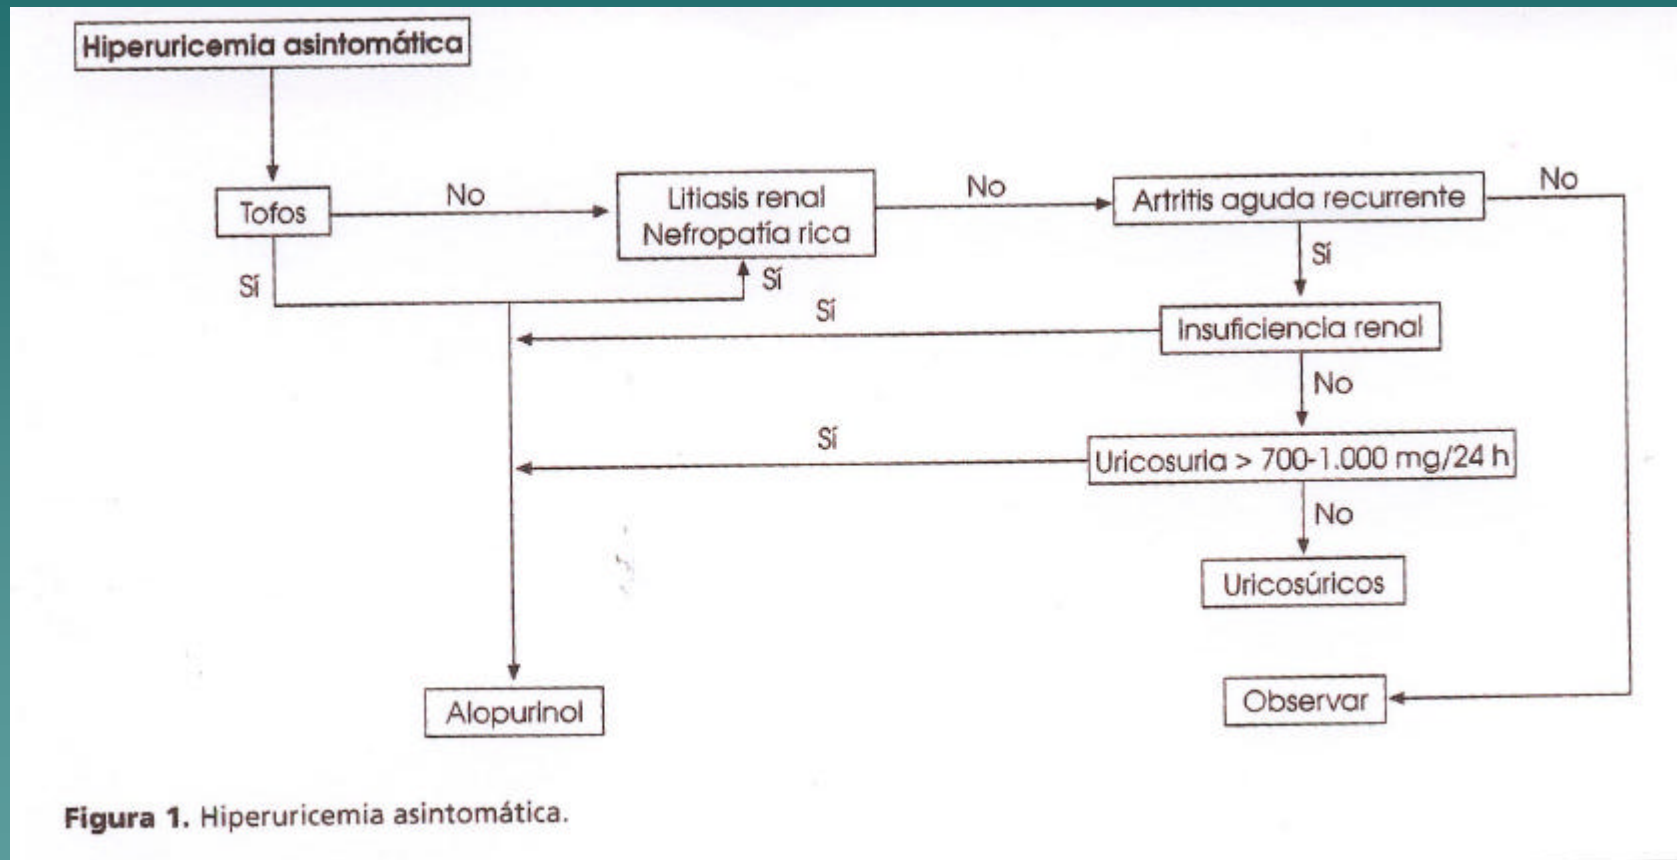 Hiperuricemia asintomática
Tofos
No
Litiasis renal
Nefropatía rica
No
Artritis aguda recurrente
No
Sí
Sí
Sí
Sí
Insuficiencia renal
No
Sí
Uricosuria > 700-1.000 mg/24 h
No
Uricosúricos
Alopurinol
Observar
Figura 1. Hiperuricemia asintomática.